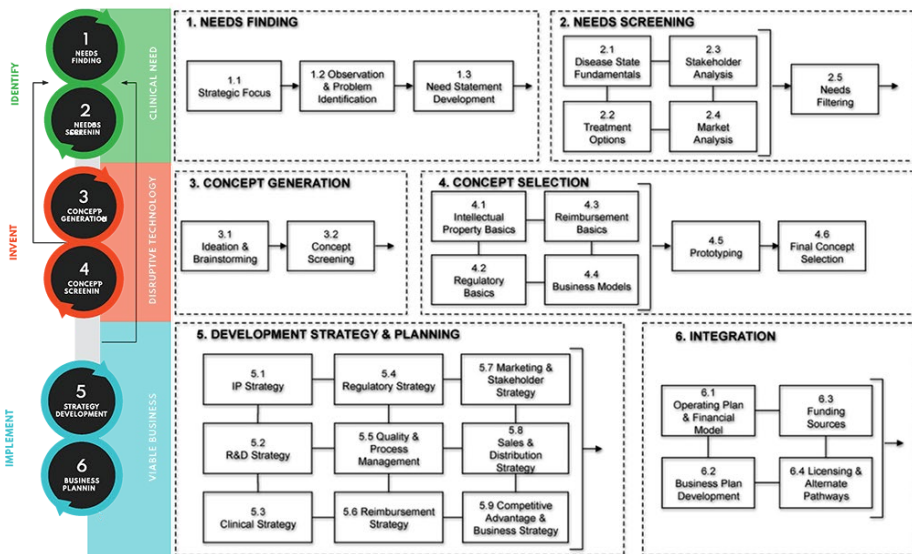 IDENTIFY
1
NEEDS
FINDING
2
NEEDS
SCREENIN
CLINICAL NEED
INVENT
3
CONCEPT
GENERATION
4
CONCEPT
SCREENIN
DISRUPTIVE TECHNOLOGY
IMPLEMENT
5
STRATEGY
DEVELOPMENT
6
BUSINESS
PLANNIN
VIABLE BUSINESS
1. NEEDS FINDING
1.1
Strategic Focus
1.2 Observation
& Problem
Identification
1.3
Need Statement
Development
2. NEEDS SCREENING
2.1
Disease State
Fundamentals
2.3
Stakeholder
Analysis
2.2
Treatment
Options
2.4
Market
Analysis
2.5
Needs
Filtering
3. CONCEPT GENERATION
3.1
Ideation &
Brainstorming
3.2
Concept
Screening
4. CONCEPT SELECTION
4.1
Intellectual
Property Basics
4.3
Reimbursement
Basics
4.2
Regulatory
Basics
4.4
Business Models
4.5
Prototyping
4.6
Final Concept
Selection
5. DEVELOPMENT STRATEGY & PLANNING
5.1
IP Strategy
5.4
Regulatory Strategy
5.7 Marketing &
Stakeholder
Strategy
5.2
R&D Strategy
5.5 Quality &
Process
Management
5.8
Sales &
Distribution
Strategy
5.3
Clinical Strategy
5.6 Reimbursement
Strategy
5.9 Competitive
Advantage &
Business Strategy
6. INTEGRATION
6.1
Operating Plan
& Financial
Model
6.3
Funding
Sources
6.2
Business Plan
Development
6.4 Licensing &
Alternate
Pathways